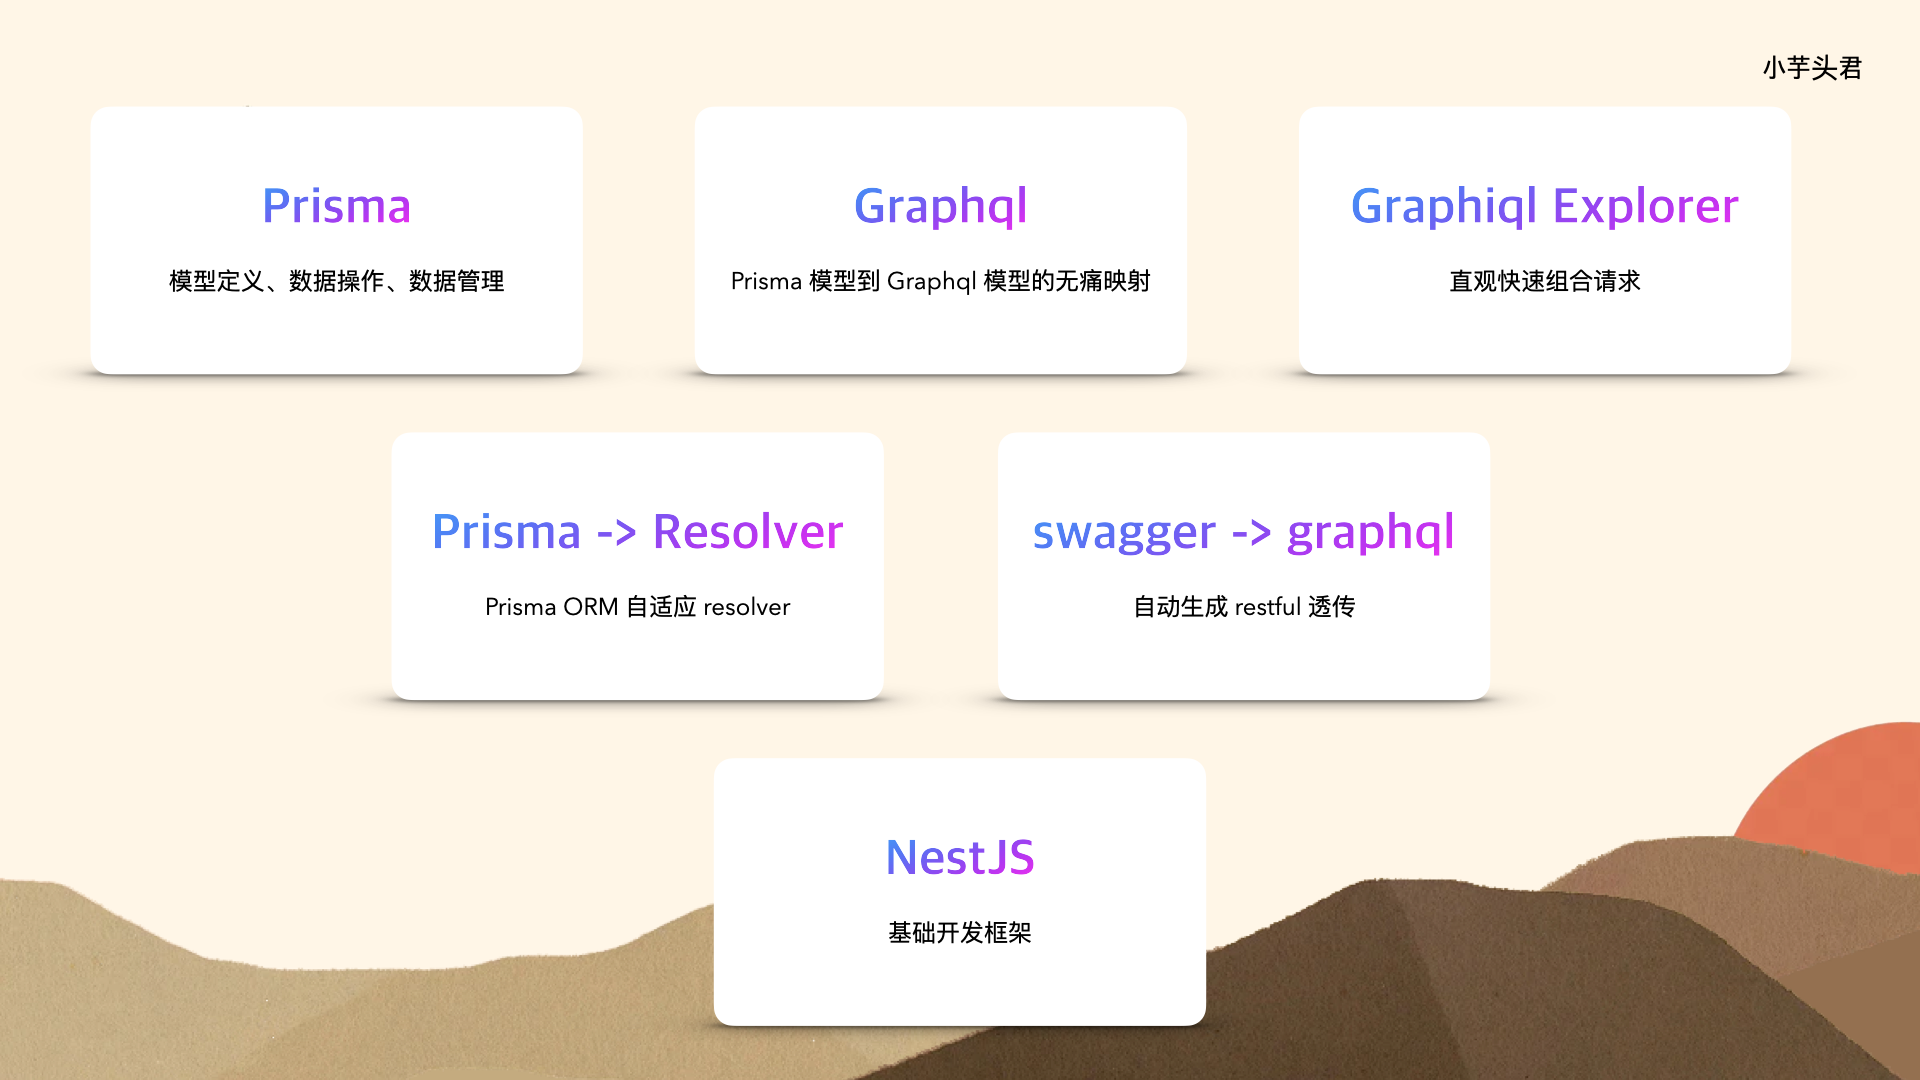 小芋头君
Prisma
模型定义、数据操作、数据管理
Graphql
Prisma 模型到 Graphql 模型的无痛映射
Graphiql Explorer
直观快速组合请求
Prisma -> Resolver
Prisma ORM 自适应 resolver
swagger -> graphql
自动生成 restful 透传
NestJS
基础开发框架